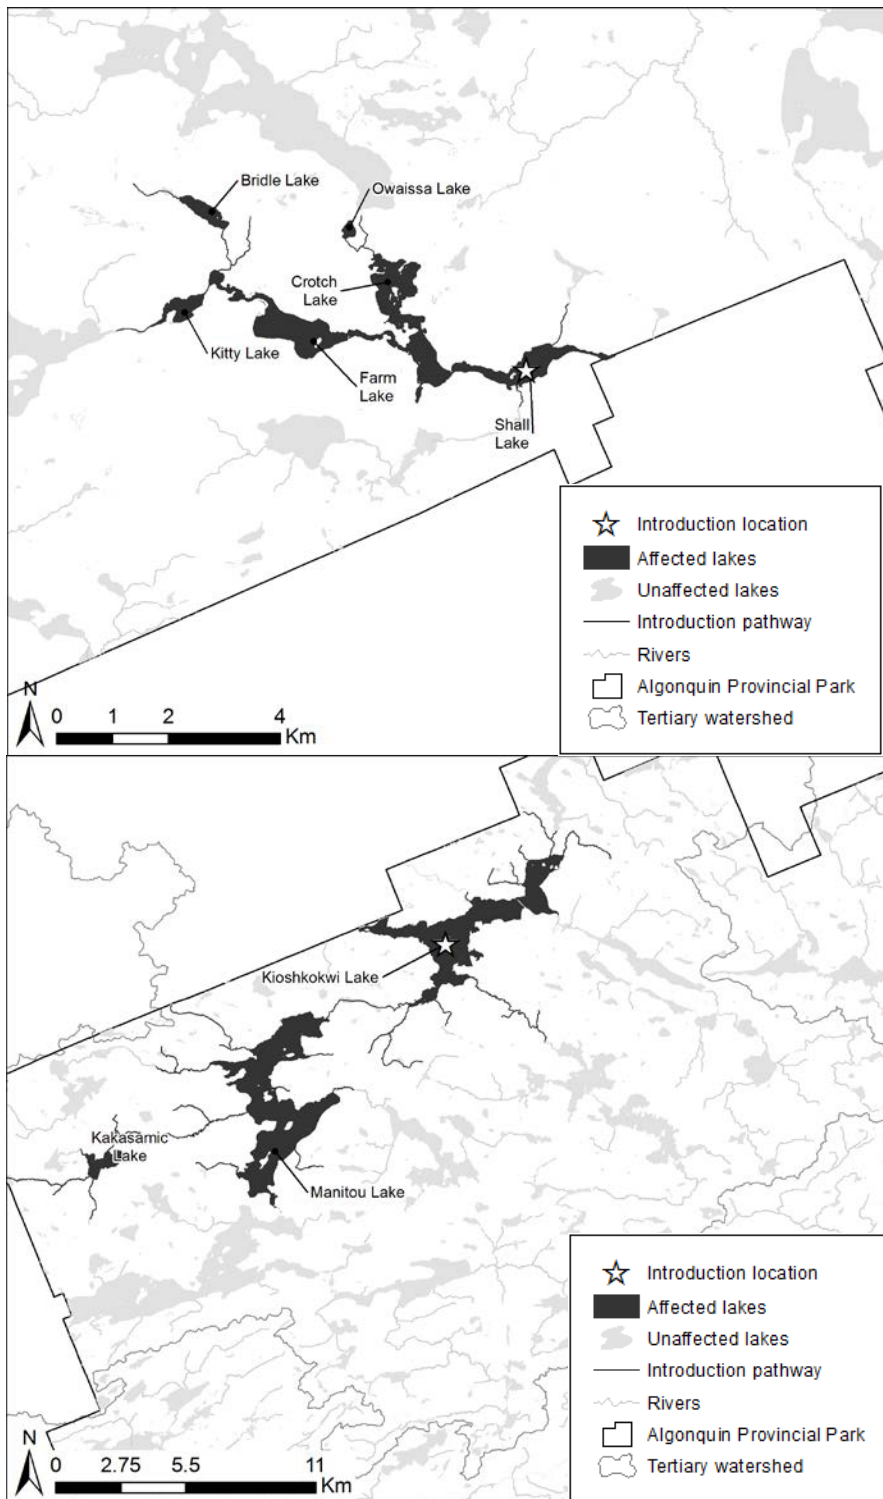 Bridle Lake
Owaissa Lake
Crotch
Lake
Kitty Lake
Farm
Lake
Shall
Lake
Introduction location
Affected lakes
Unaffected lakes
Introduction pathway
Rivers
Algonquin Provincial Park
Tertiary watershed
N
0 1 2 4
Km
Kioshkokwi Lake
Kakasamic
Lake
Manitou Lake
Introduction location
Affected lakes
Unaffected lakes
Introduction pathway
Rivers
Algonquin Provincial Park
Tertiary watershed
N
0 2.75 5.5 11
Km